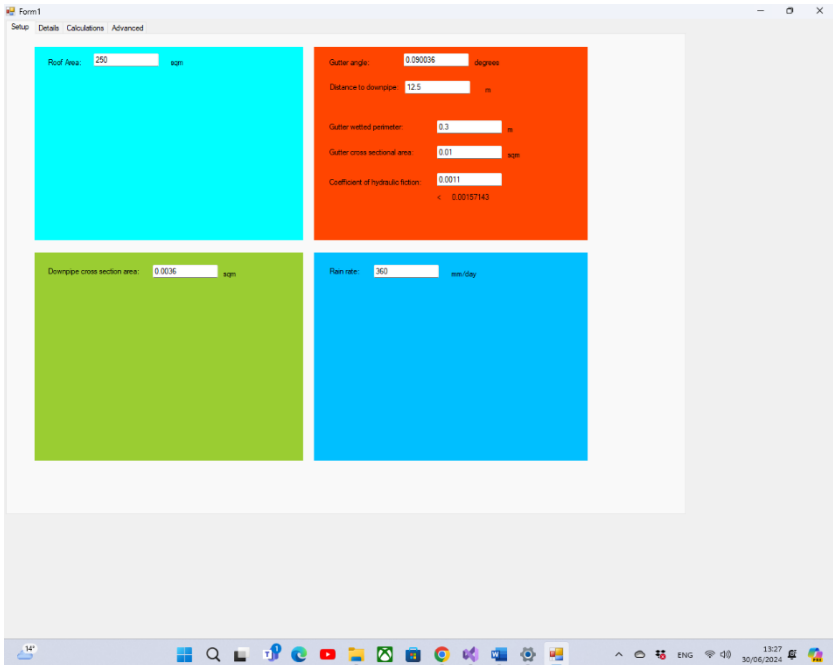 Form1
Setup Details Calculations Advanced
Roof Area: 250 sqm
Gutter angle: 0.090036 degrees
Distance to downpipe: 12.5 m
Gutter wetted perimeter: 0.3 m
Gutter cross sectional area: 0.01 sqm
Coefficient of hydraulic fiction: 0.0011
< 0.00157143
Downpipe cross section area: 0.0036 sqm
Rain rate: 360 mm/day
14°
ENG
13:27
30/06/2024